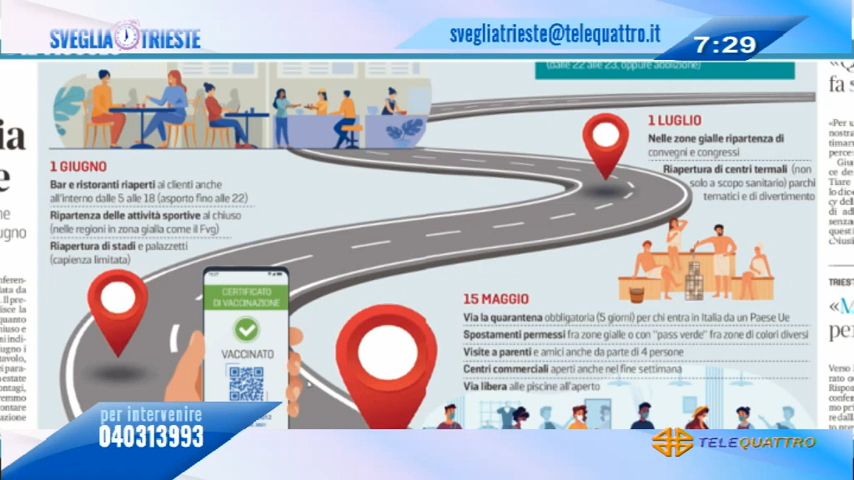 SVEGLIA TRIESTE
svegliatrieste@telequattro.it
7:29
(dalle 22 alle 23, oppure abolizione)
fa s
ia
e
1 GIUGNO
Bar e ristoranti riaperti ai clienti anche
all'interno dalle 5 alle 18 (asporto fino alle 22)
Ripartenza delle attività sportive al chiuso
(nelle regioni in zona gialla come il Fvg)
Riapertura di stadi e palazzetti
(capienza limitata)
1 LUGLIO
Nelle zone gialle ripartenza di
convegni e congressi
Riapertura di centri termali (non
solo a scopo sanitario) parchi
tematici e di divertimento
CERTIFICATO
DI VACCINAZIONE
VACCINATO
15 MAGGIO
Via la quarantena obbligatoria (5 giorni) per chi entra in Italia da un Paese Ue
Spostamenti permessi fra zone gialle o con "pass verde" fra zone di colori diversi
Visite a parenti e amici anche da parte di 4 persone
Centri commerciali aperti anche nel fine settimana
Via libera alle piscine all'aperto
TRIEST
«M
per
per intervenire
040313993
TELEQUATTRO